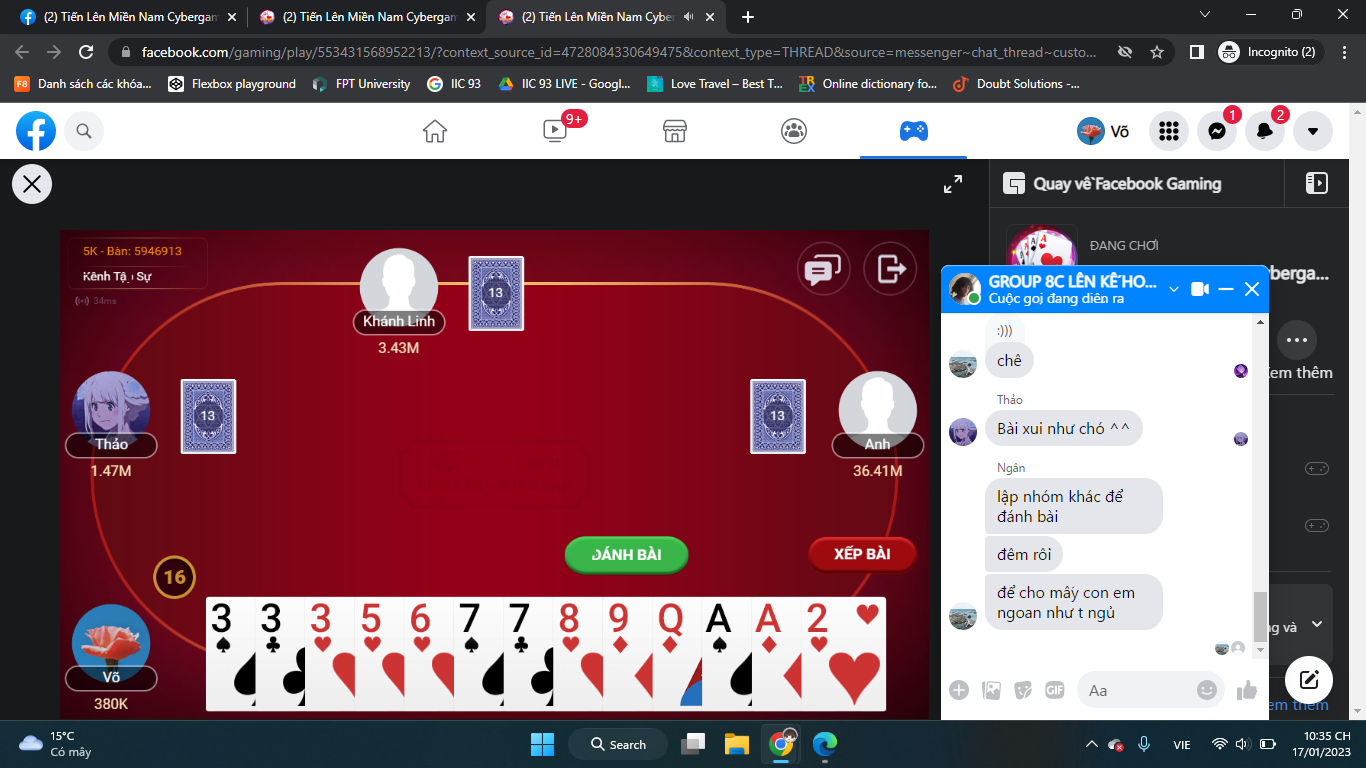 (2) Tiến Lên Miền Nam Cybergam
(2) Tiến Lên Miền Nam Cybergam
(2) Tiến Lên Miền Nam Cyber
facebook.com/gaming/play/553431568952213/?context_source_id=4728084330649475&context_type=THREAD&source=messenger~chat_thread~custo...
Incognito (2)
F8 Danh sách các khóa...
Flexbox playground
FPT University
IIC 93
IIC 93 LIVE - Googl...
Love Travel – Best T...
Online dictionary fo...
Doubt Solutions -...
9+
Võ
1
2
Quay về Facebook Gaming
ĐANG CHƠI
5K - Bàn: 5946913
34ms
Khánh Linh
3.43M
13
Thảo
1.47M
13
13
Anh
36.41M
ĐÁNH BÀI
XẾP BÀI
16
Võ
380K
3 3 3 5 6 7 7 8 9 Q A A 2
GROUP 8C LÊN KẾ HO...
Cuộc gọi đang diễn ra
:)))
chê
Thảo
Bài xui như chó ^^
Ngân
lập nhóm khác để
đánh bài
đêm rồi
để cho mấy con em
ngoan như t ngủ
GIF
Aa
yberga...
Xem thêm
ng và
em thêm
15°C
Có mây
Search
VIE
10:35 CH
17/01/2023